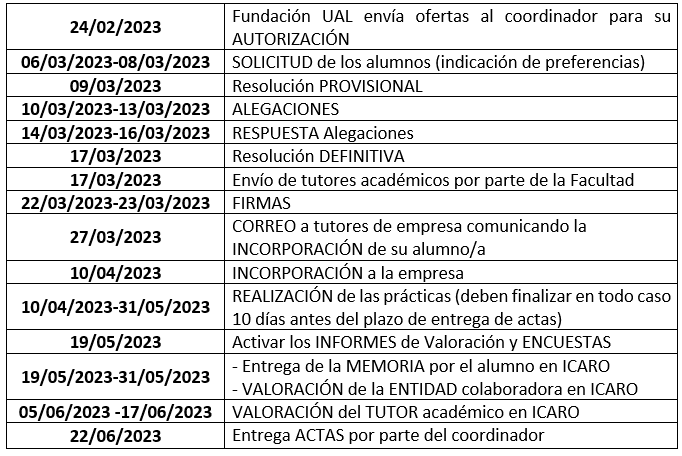 24/02/2023 Fundación UAL envía ofertas al coordinador para su
AUTORIZACIÓN
06/03/2023-08/03/2023 SOLICITUD de los alumnos (indicación de preferencias)
09/03/2023 Resolución PROVISIONAL
10/03/2023-13/03/2023 ALEGACIONES
14/03/2023-16/03/2023 RESPUESTA Alegaciones
17/03/2023 Resolución DEFINITIVA
17/03/2023 Envío de tutores académicos por parte de la Facultad
22/03/2023-23/03/2023 FIRMAS
27/03/2023 CORREO a tutores de empresa comunicando la
INCORPORACIÓN de su alumno/a
10/04/2023 INCORPORACIÓN a la empresa
10/04/2023-31/05/2023 REALIZACIÓN de las prácticas (deben finalizar en todo caso
10 días antes del plazo de entrega de actas)
19/05/2023 Activar los INFORMES de Valoración y ENCUESTAS
19/05/2023-31/05/2023 - Entrega de la MEMORIA por el alumno en ICARO
- VALORACIÓN de la ENTIDAD colaboradora en ICARO
05/06/2023 -17/06/2023 VALORACIÓN del TUTOR académico en ICARO
22/06/2023 Entrega ACTAS por parte del coordinador